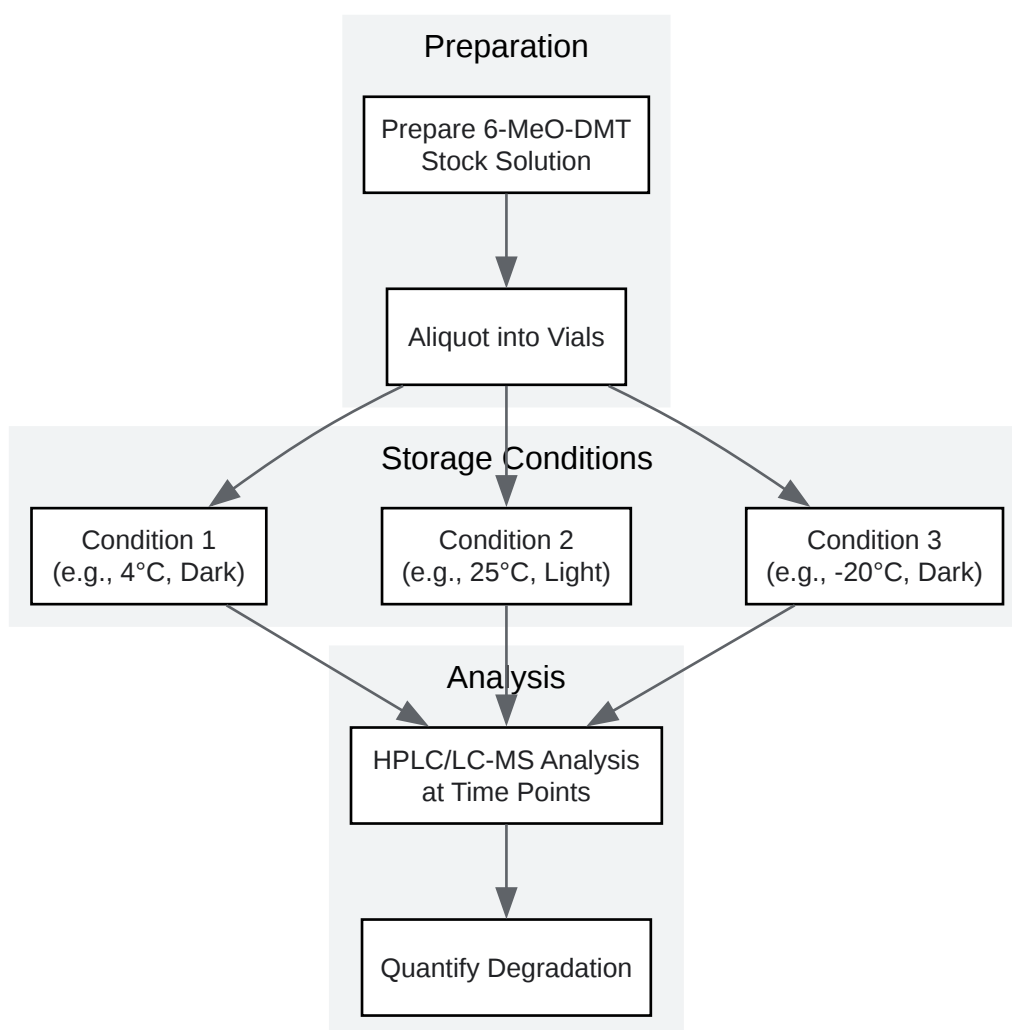 Preparation
Prepare 6-MeO-DMT
Stock Solution
Aliquot into Vials
Storage Conditions
Condition 1
(e.g., 4°C, Dark)
Condition 2
(e.g., 25°C, Light)
Condition 3
(e.g., -20°C, Dark)
Analysis
HPLC/LC-MS Analysis
at Time Points
Quantify Degradation